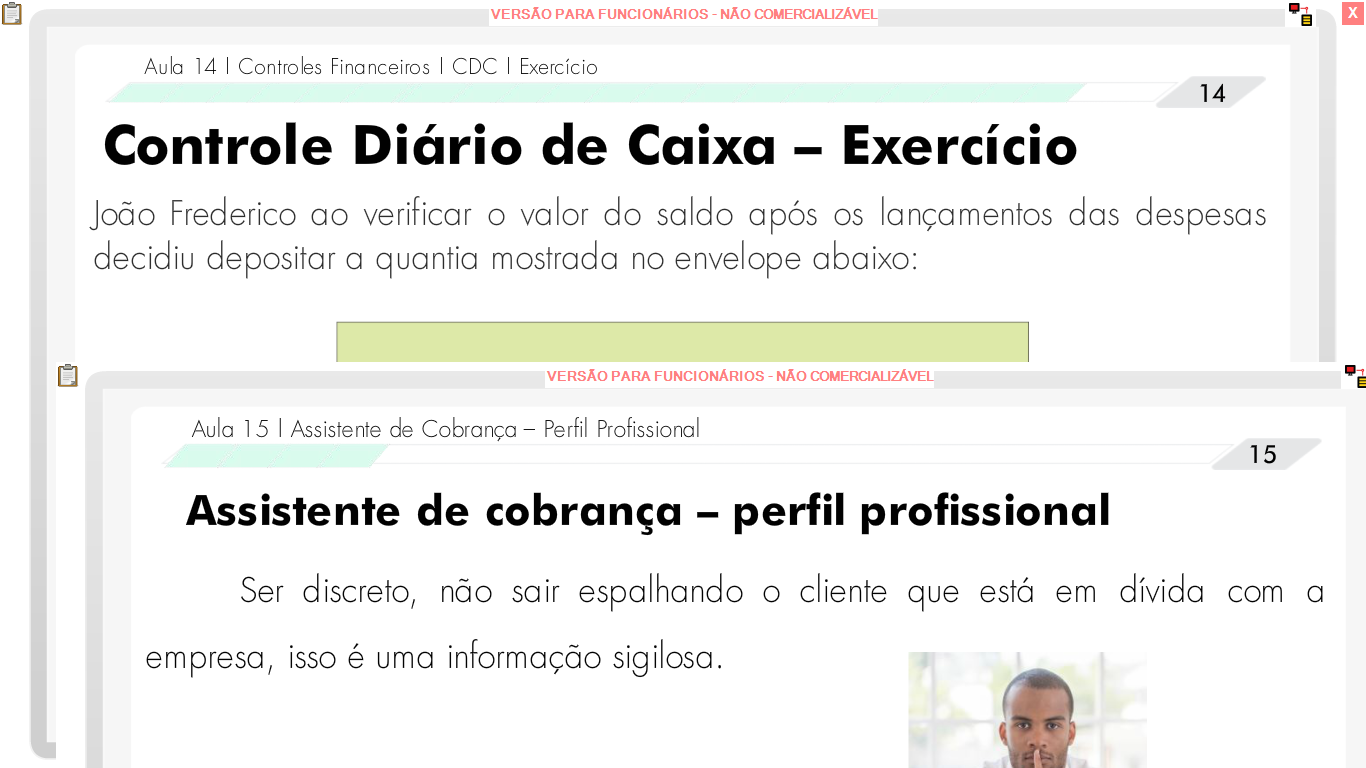 VERSÃO PARA FUNCIONÁRIOS - NÃO COMERCIALIZÁVEL
X
Aula 14 | Controles Financeiros | CDC | Exercício
14
Controle Diário de Caixa – Exercício
João Frederico ao verificar o valor do saldo após os lançamentos das despesas
decidiu depositar a quantia mostrada no envelope abaixo:
VERSÃO PARA FUNCIONÁRIOS - NÃO COMERCIALIZÁVEL
Aula 15 | Assistente de Cobrança – Perfil Profissional
15
Assistente de cobrança – perfil profissional
Ser discreto, não sair espalhando o cliente que está em dívida com a
empresa, isso é uma informação sigilosa.